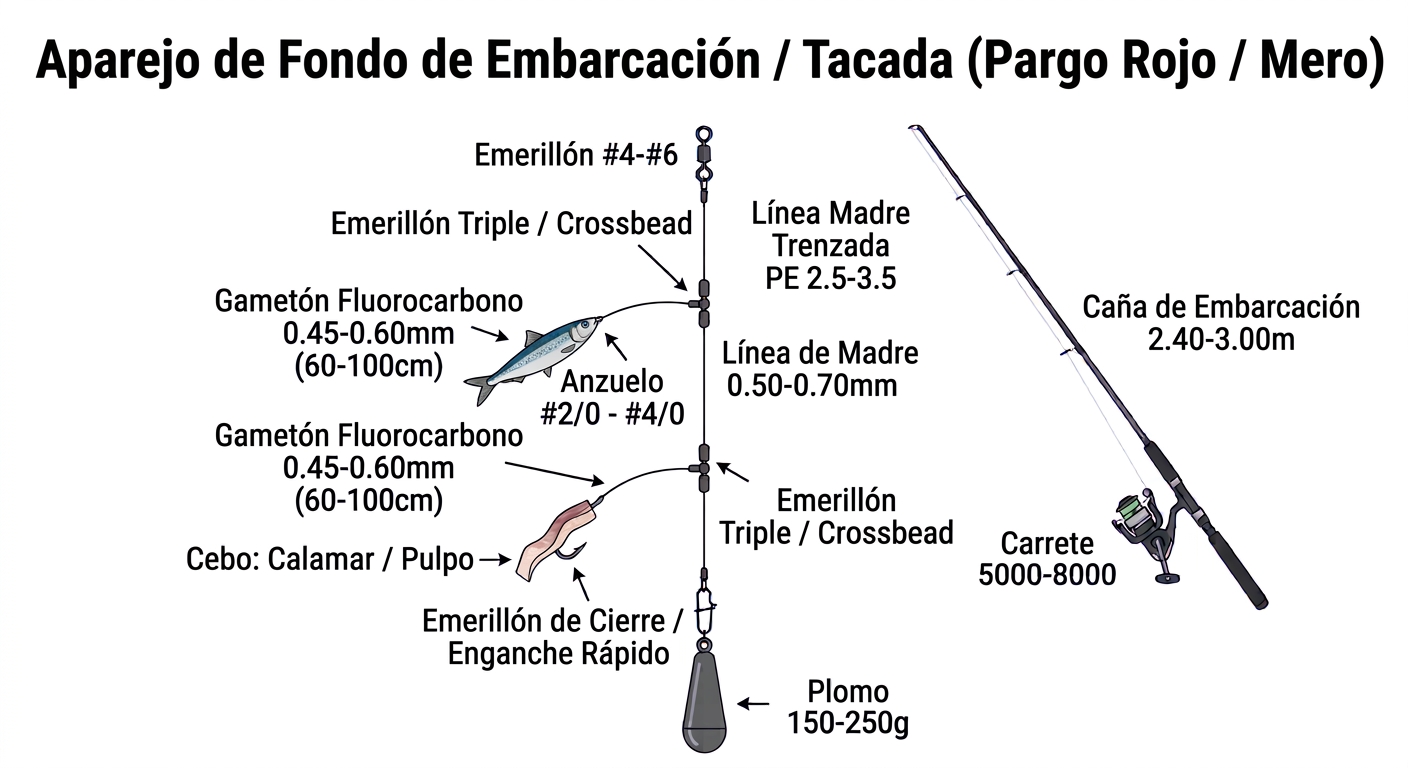 Aparejo de Fondo de Embarcación / Tacada (Pargo Rojo / Mero)
Emerillón #4-#6
Emerillón Triple / Crossbead
Línea Madre
Trenzada
PE 2.5-3.5
Gametón Fluorocarbono
0.45-0.60mm
(60-100cm)
Anzuelo
#2/0 - #4/0
Línea de Madre
0.50-0.70mm
Caña de Embarcación
2.40-3.00m
Gametón Fluorocarbono
0.45-0.60mm
(60-100cm)
Emerillón
Triple / Crossbead
Cebo: Calamar / Pulpo
Carrete
5000-8000
Emerillón de Cierre /
Enganche Rápido
Plomo
150-250g